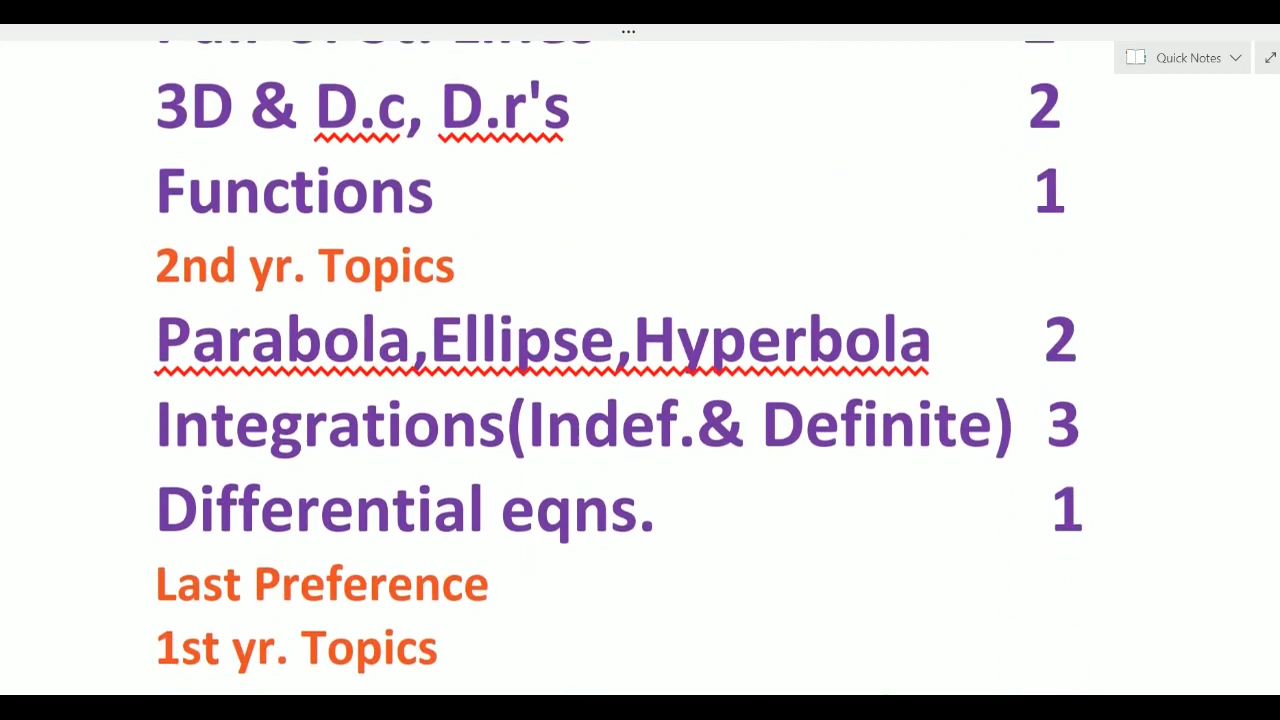 ...
Quick Notes
3D & D.c, D.r's 2
Functions 1
2nd yr. Topics
Parabola,Ellipse,Hyperbola 2
Integrations(Indef.& Definite) 3
Differential eqns. 1
Last Preference
1st yr. Topics